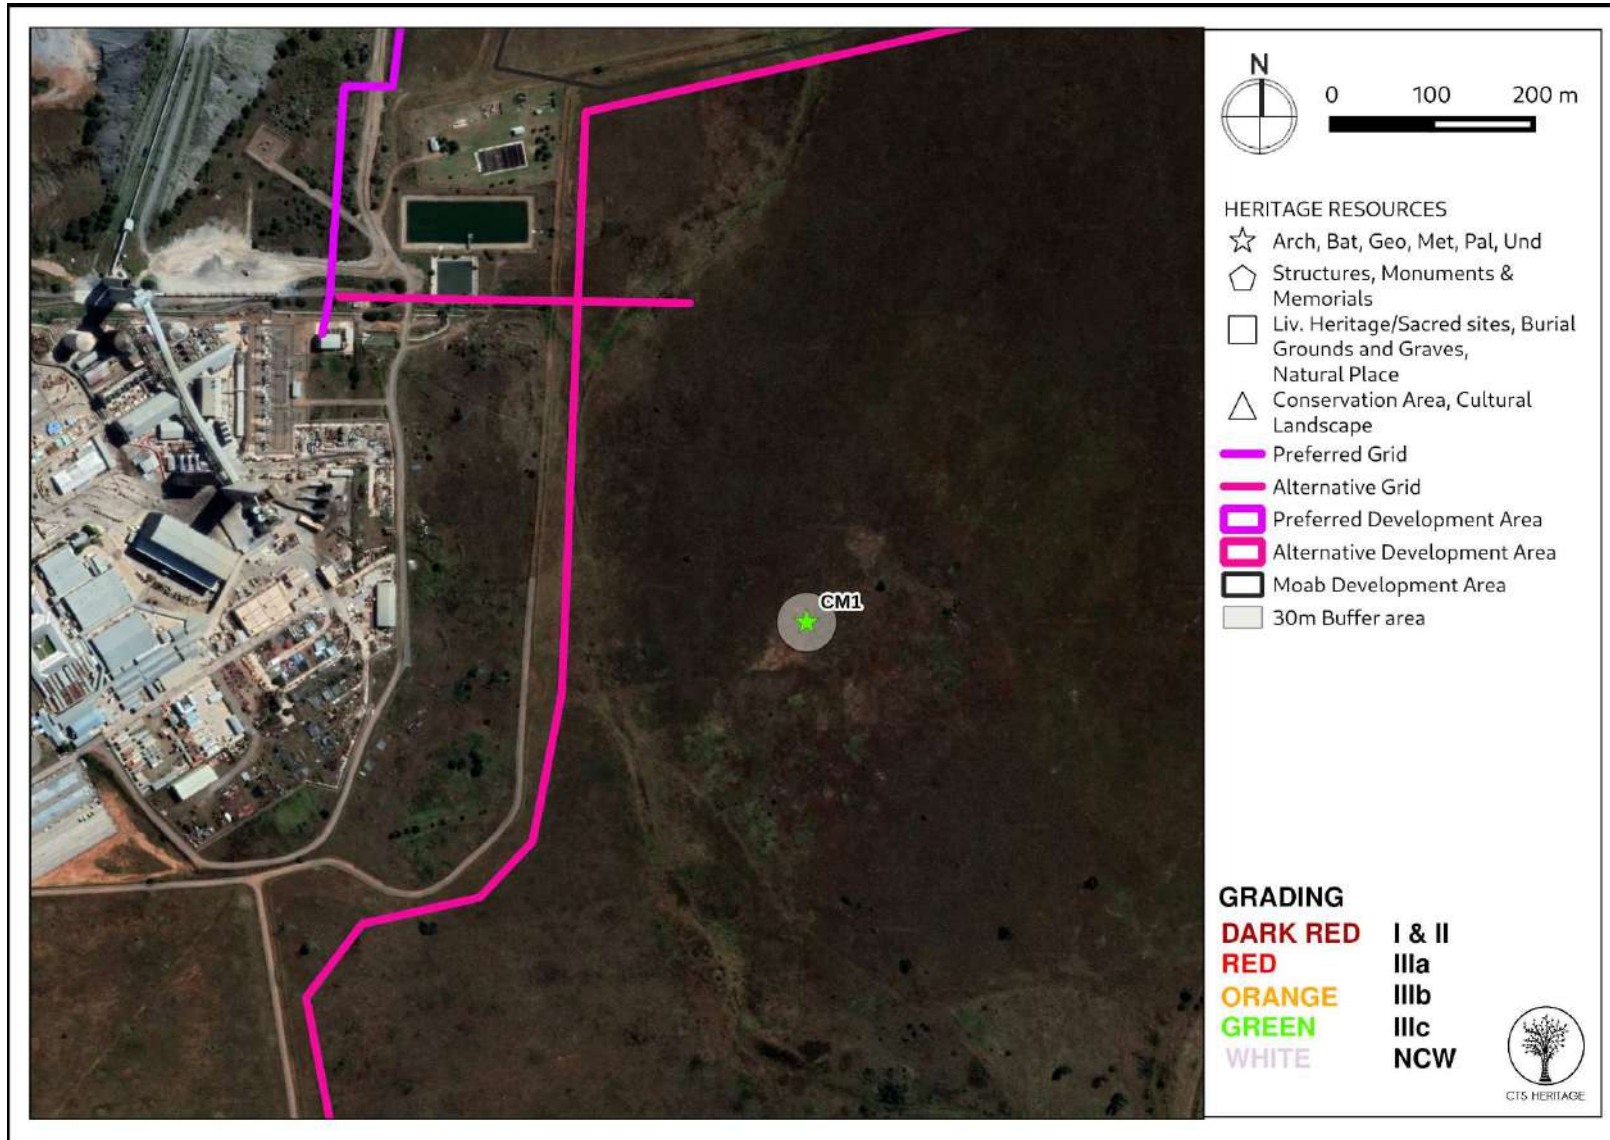 N
0 100 200 m
HERITAGE RESOURCES
Arch, Bat, Geo, Met, Pal, Und
Structures, Monuments &
Memorials
Liv. Heritage/Sacred sites, Burial
Grounds and Graves,
Natural Place
Conservation Area, Cultural
Landscape
Preferred Grid
Alternative Grid
Preferred Development Area
Alternative Development Area
Moab Development Area
30m Buffer area
CM1
GRADING
DARK RED I & II
RED IIIa
ORANGE IIIb
GREEN IIIc
WHITE NCW
CTS HERITAGE